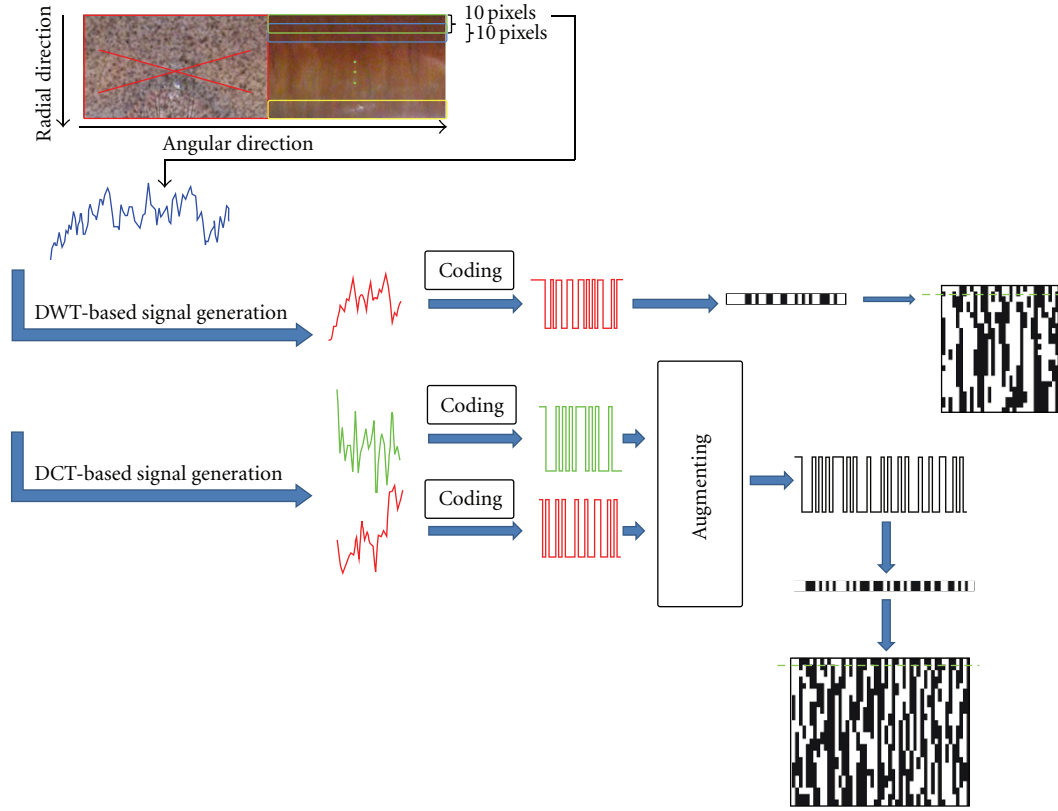 10 pixels
10 pixels
Radial direction
Angular direction
Coding
DWT-based signal generation
Coding
DCT-based signal generation
Coding
Augmenting